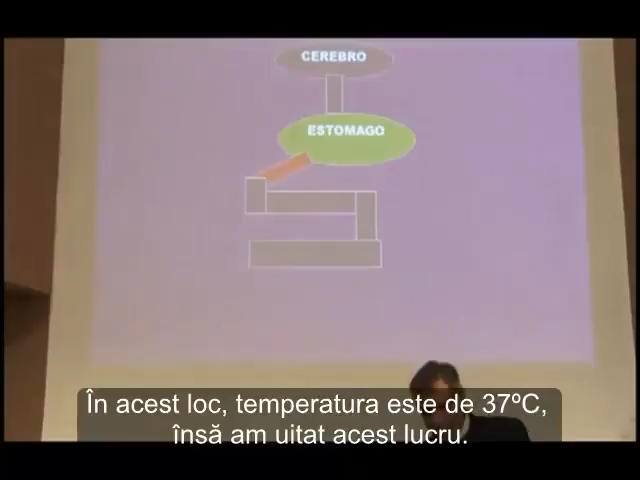 CEREBRO
ESTOMAGO
În acest loc, temperatura este de 37ºC,
însă am uitat acest lucru.